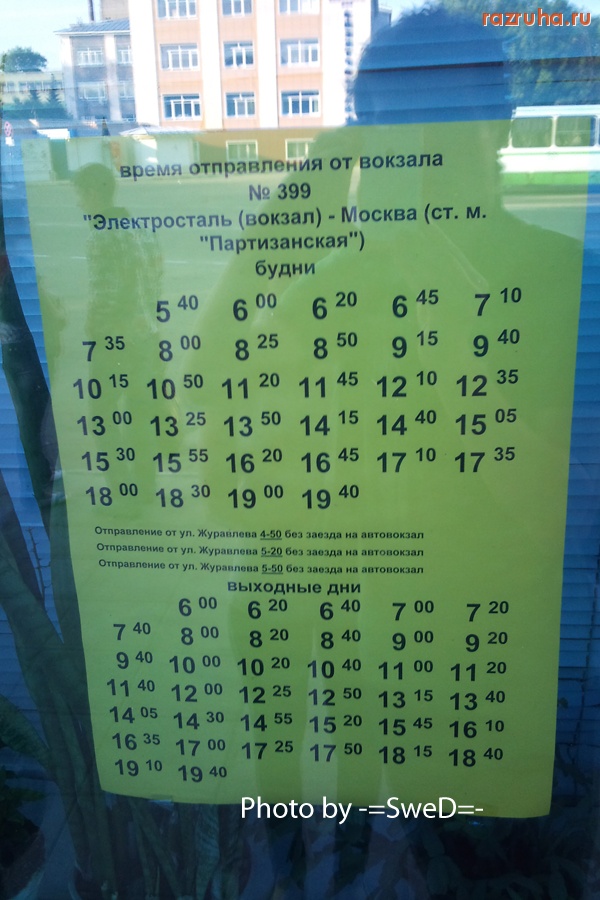 razruha.ru
время отправления от вокзала
№ 399
"Электросталь (вокзал) - Москва (ст. м.
"Партизанская")
будни
5 40 6 00 6 20 6 45 7 10
7 35 8 00 8 25 8 50 9 15 9 40
10 15 10 50 11 20 11 45 12 10 12 35
13 00 13 25 13 50 14 15 14 40 15 05
15 30 15 55 16 20 16 45 17 10 17 35
18 00 18 30 19 00 19 40
Отправление от ул. Журавлева 4-50 без заезда на автовокзал
Отправление от ул. Журавлева 5-20 без заезда на автовокзал
Отправление от ул. Журавлева 5-50 без заезда на автовокзал
выходные дни
6 00 6 20 6 40 7 00 7 20
7 40 8 00 8 20 8 40 9 00 9 20
9 40 10 00 10 20 10 40 11 00 11 20
11 40 12 00 12 25 12 50 13 15 13 40
14 05 14 30 14 55 15 20 15 45 16 10
16 35 17 00 17 25 17 50 18 15 18 40
19 10 19 40
Photo by -=SweD=-